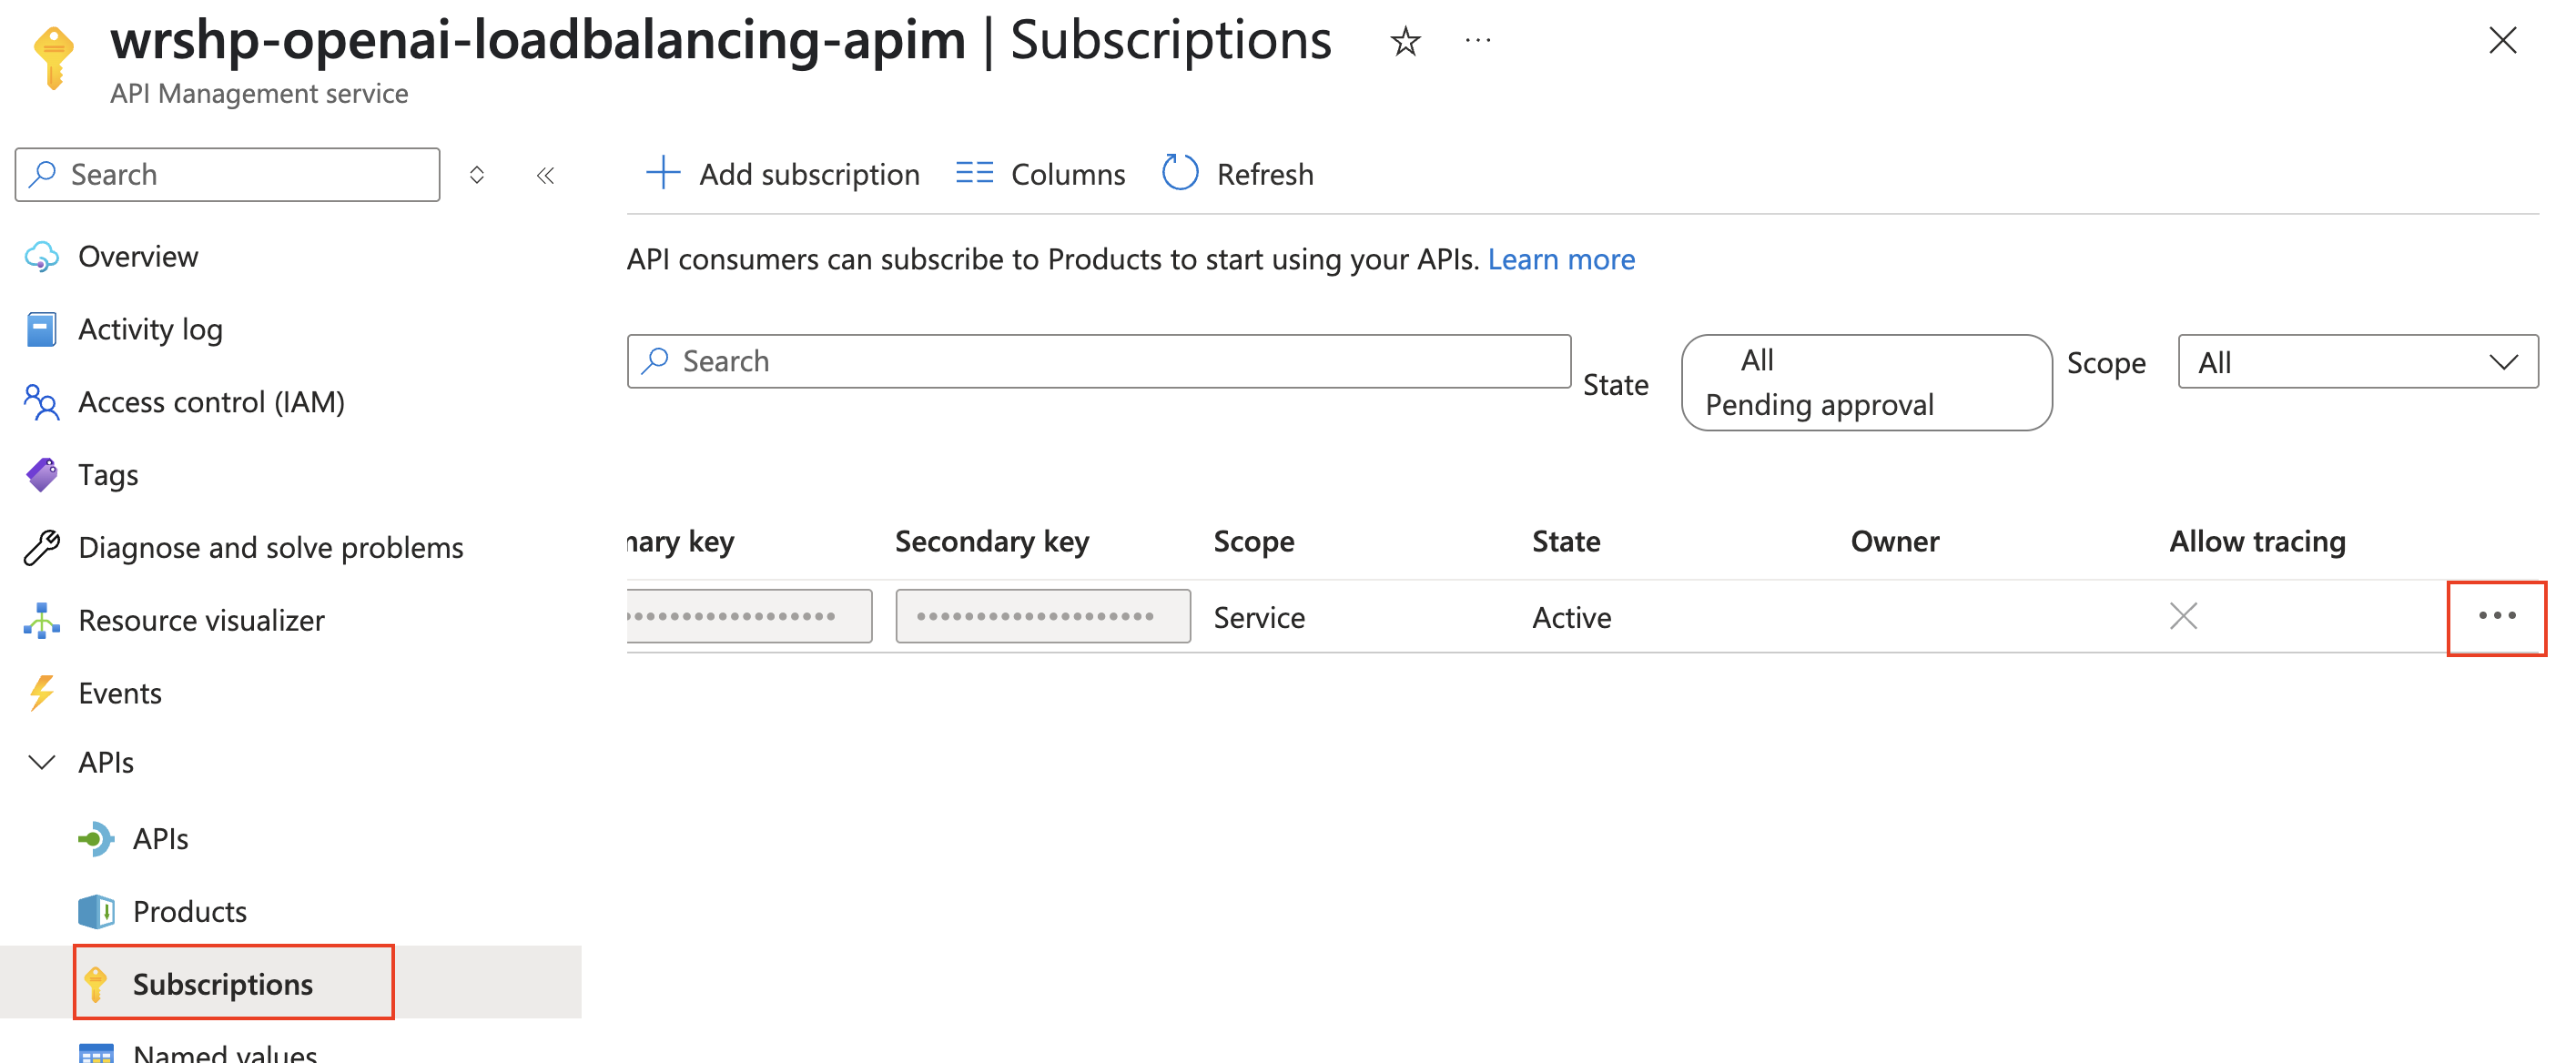 wrshp-openai-loadbalancing-apim | Subscriptions
API Management service
Search
Add subscription
Columns
Refresh
Overview
Activity log
Access control (IAM)
Tags
Diagnose and solve problems
Resource visualizer
Events
APIs
APIs
Products
Subscriptions
Named values
API consumers can subscribe to Products to start using your APIs. Learn more
Search
State
All
Pending approval
Scope
All
nary key Secondary key Scope State Owner Allow tracing
Service Active